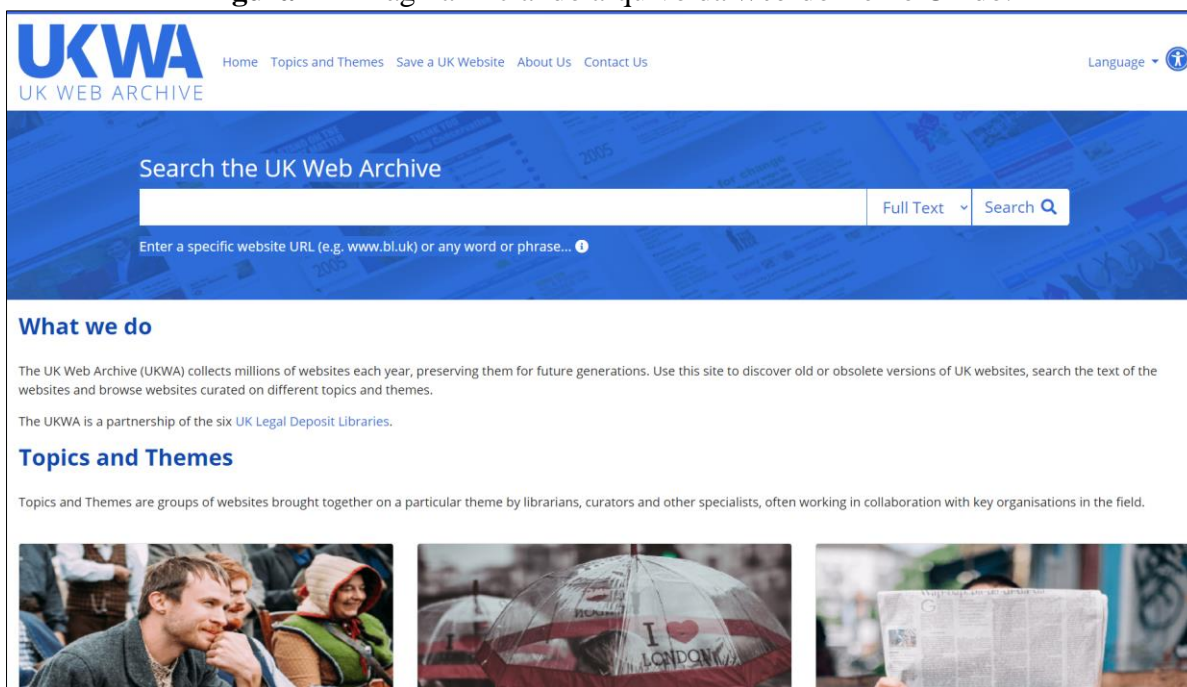 UKWA
UK WEB ARCHIVE
Home Topics and Themes Save a UK Website About Us Contact Us
Language
Search the UK Web Archive
Full Text Search
Enter a specific website URL (e.g. www.bl.uk) or any word or phrase...
2005
2005
for change
What we do
The UK Web Archive (UKWA) collects millions of websites each year, preserving them for future generations. Use this site to discover old or obsolete versions of UK websites, search the text of the
websites and browse websites curated on different topics and themes.
The UKWA is a partnership of the six UK Legal Deposit Libraries.
Topics and Themes
Topics and Themes are groups of websites brought together on a particular theme by librarians, curators and other specialists, often working in collaboration with key organisations in the field.
I
LONDON